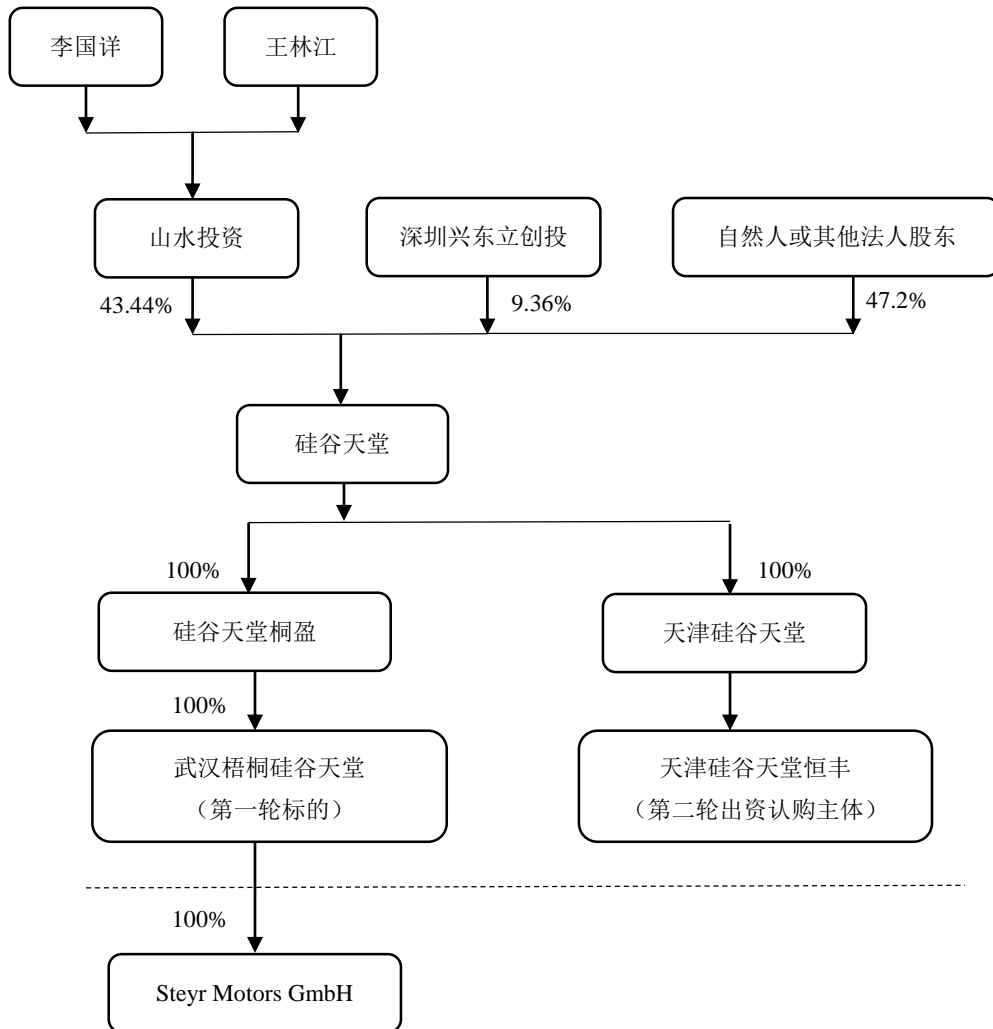 李国详
王林江
山水投资
深圳兴东立创投
自然人或其他法人股东
43.44%
9.36%
47.2%
硅谷天堂
100%
100%
硅谷天堂桐盈
天津硅谷天堂
100%
武汉梧桐硅谷天堂
（第一轮标的）
天津硅谷天堂恒丰
（第二轮出资认购主体）
100%
Steyr Motors GmbH